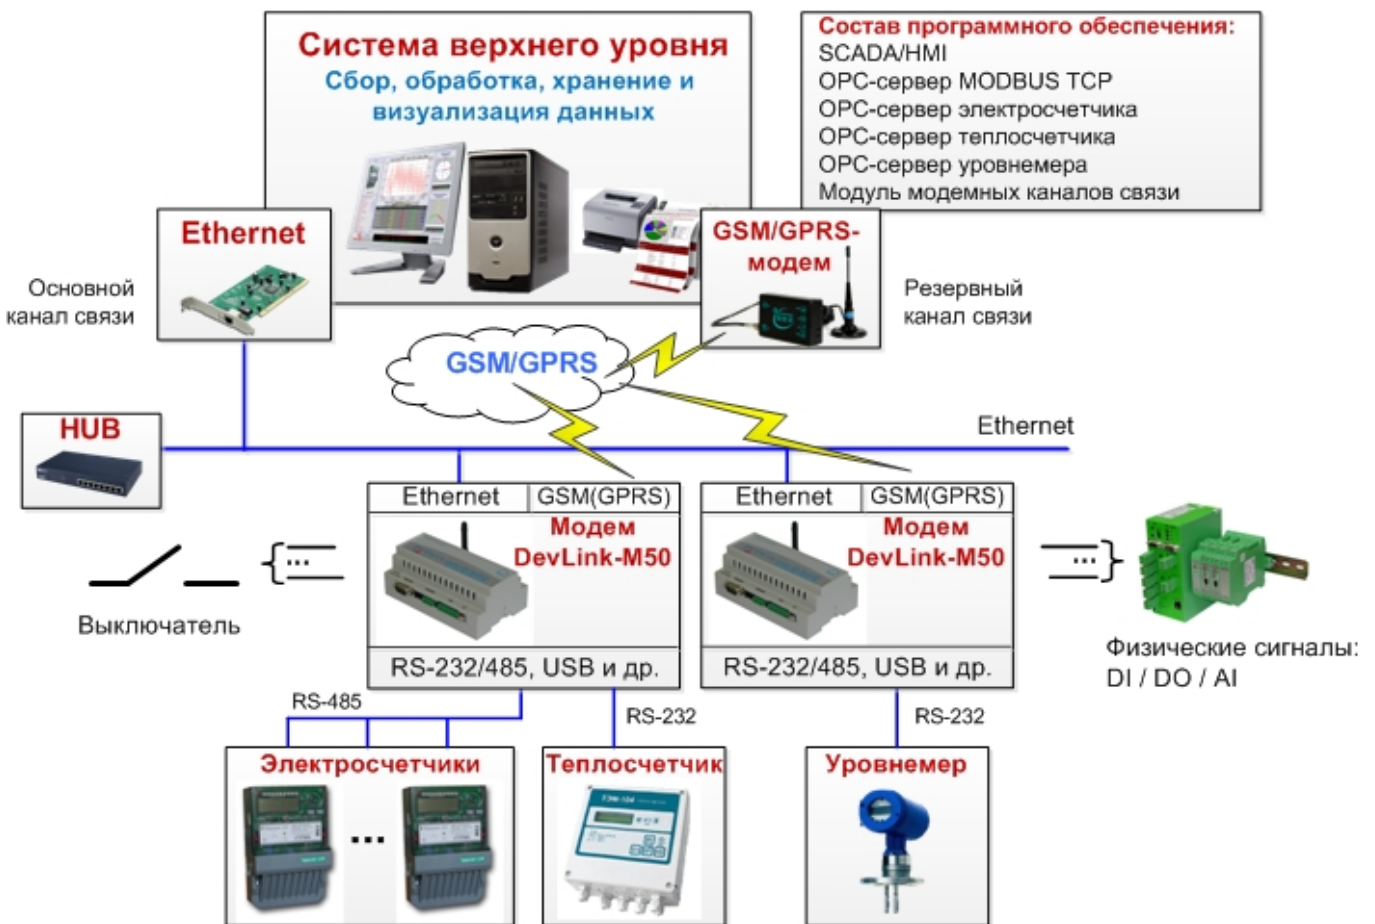 Система верхнего уровня
Сбор, обработка, хранение и
визуализация данных
Состав программного обеспечения:
SCADA/HMI
OPC-сервер MODBUS TCP
OPC-сервер электросчетчика
OPC-сервер теплосчетчика
OPC-сервер уровнемера
Модуль модемных каналов связи
Ethernet
GSM/GPRS-
модем
Основной
канал связи
Резервный
канал связи
GSM/GPRS
HUB
Ethernet
Ethernet
GSM(GPRS)
Модем
DevLink-M50
RS-232/485, USB и др.
Ethernet
GSM(GPRS)
Модем
DevLink-M50
RS-232/485, USB и др.
...
Выключатель
...
Физические сигналы:
DI / DO / AI
RS-485
RS-232
RS-232
Электросчетчики
...
Теплосчетчик
ТЭМ-104
Уровнемер